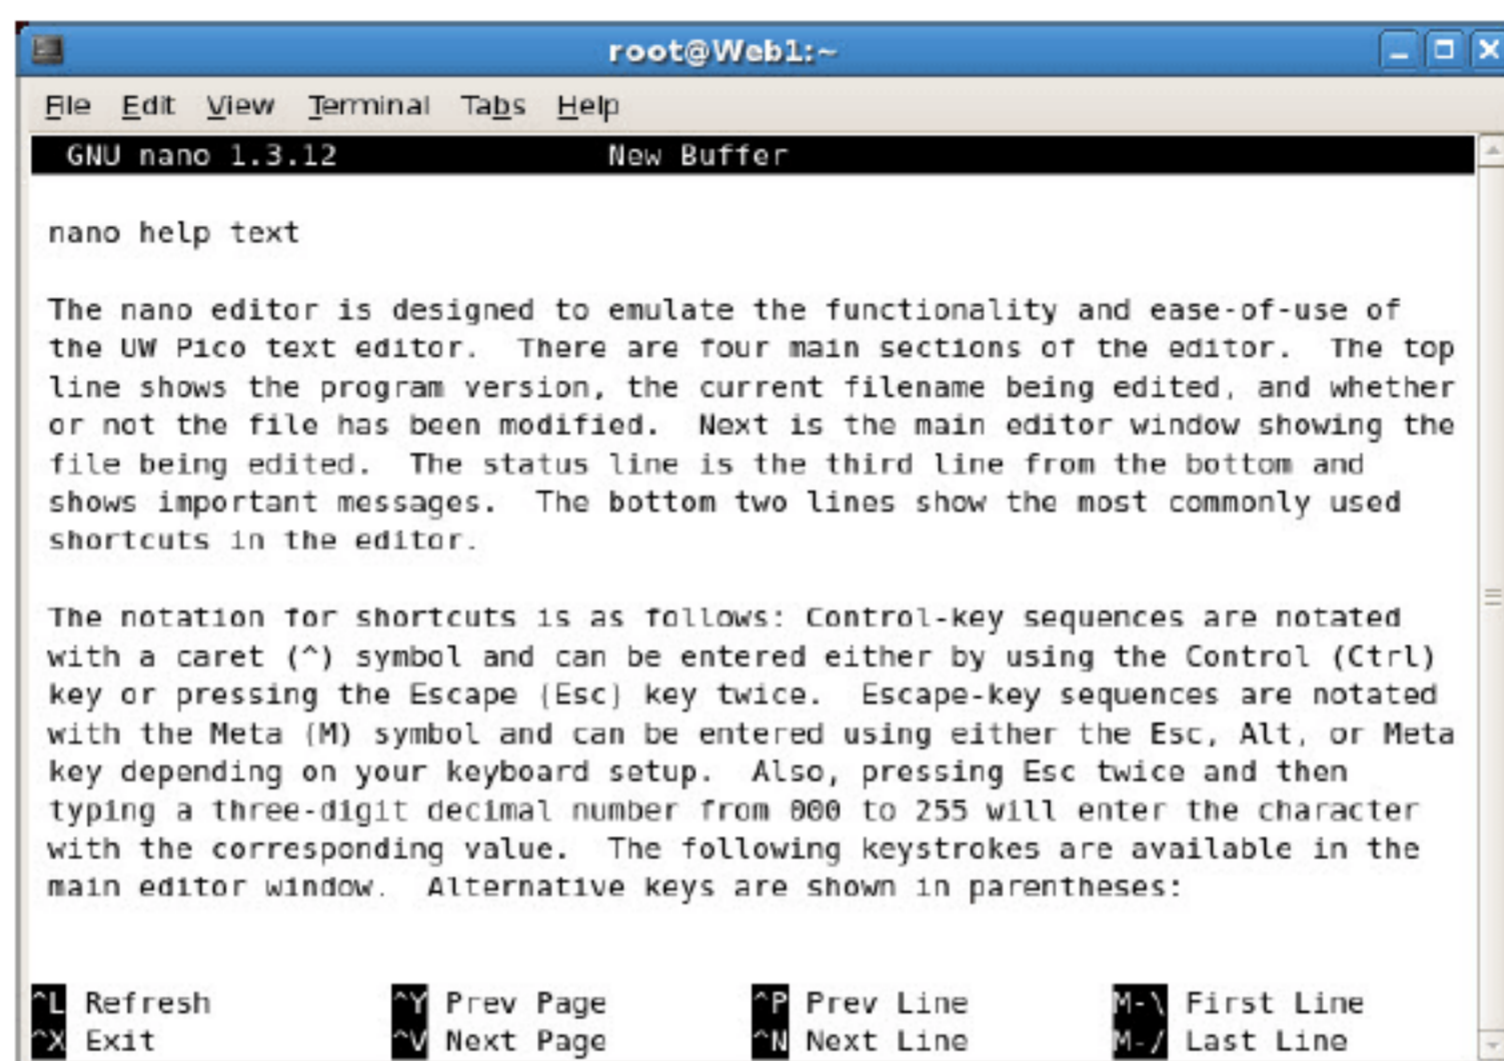 root@Web1:~
File Edit View Terminal Tabs Help
GNU nano 1.3.12 New Buffer
nano help text
The nano editor is designed to emulate the functionality and ease-of-use of
the UW Pico text editor. There are four main sections of the editor. The top
line shows the program version, the current filename being edited, and whether
or not the file has been modified. Next is the main editor window showing the
file being edited. The status line is the third line from the bottom and
shows important messages. The bottom two lines show the most commonly used
shortcuts in the editor.
The notation for shortcuts is as follows: Control-key sequences are notated
with a caret (^) symbol and can be entered either by using the Control (Ctrl)
key or pressing the Escape (Esc) key twice. Escape-key sequences are notated
with the Meta (M) symbol and can be entered using either the Esc, Alt, or Meta
key depending on your keyboard setup. Also, pressing Esc twice and then
typing a three-digit decimal number from 000 to 255 will enter the character
with the corresponding value. The following keystrokes are available in the
main editor window. Alternative keys are shown in parentheses:
^L Refresh ^Y Prev Page ^P Prev Line M-\ First Line
^X Exit ^V Next Page ^N Next Line M-/ Last Line